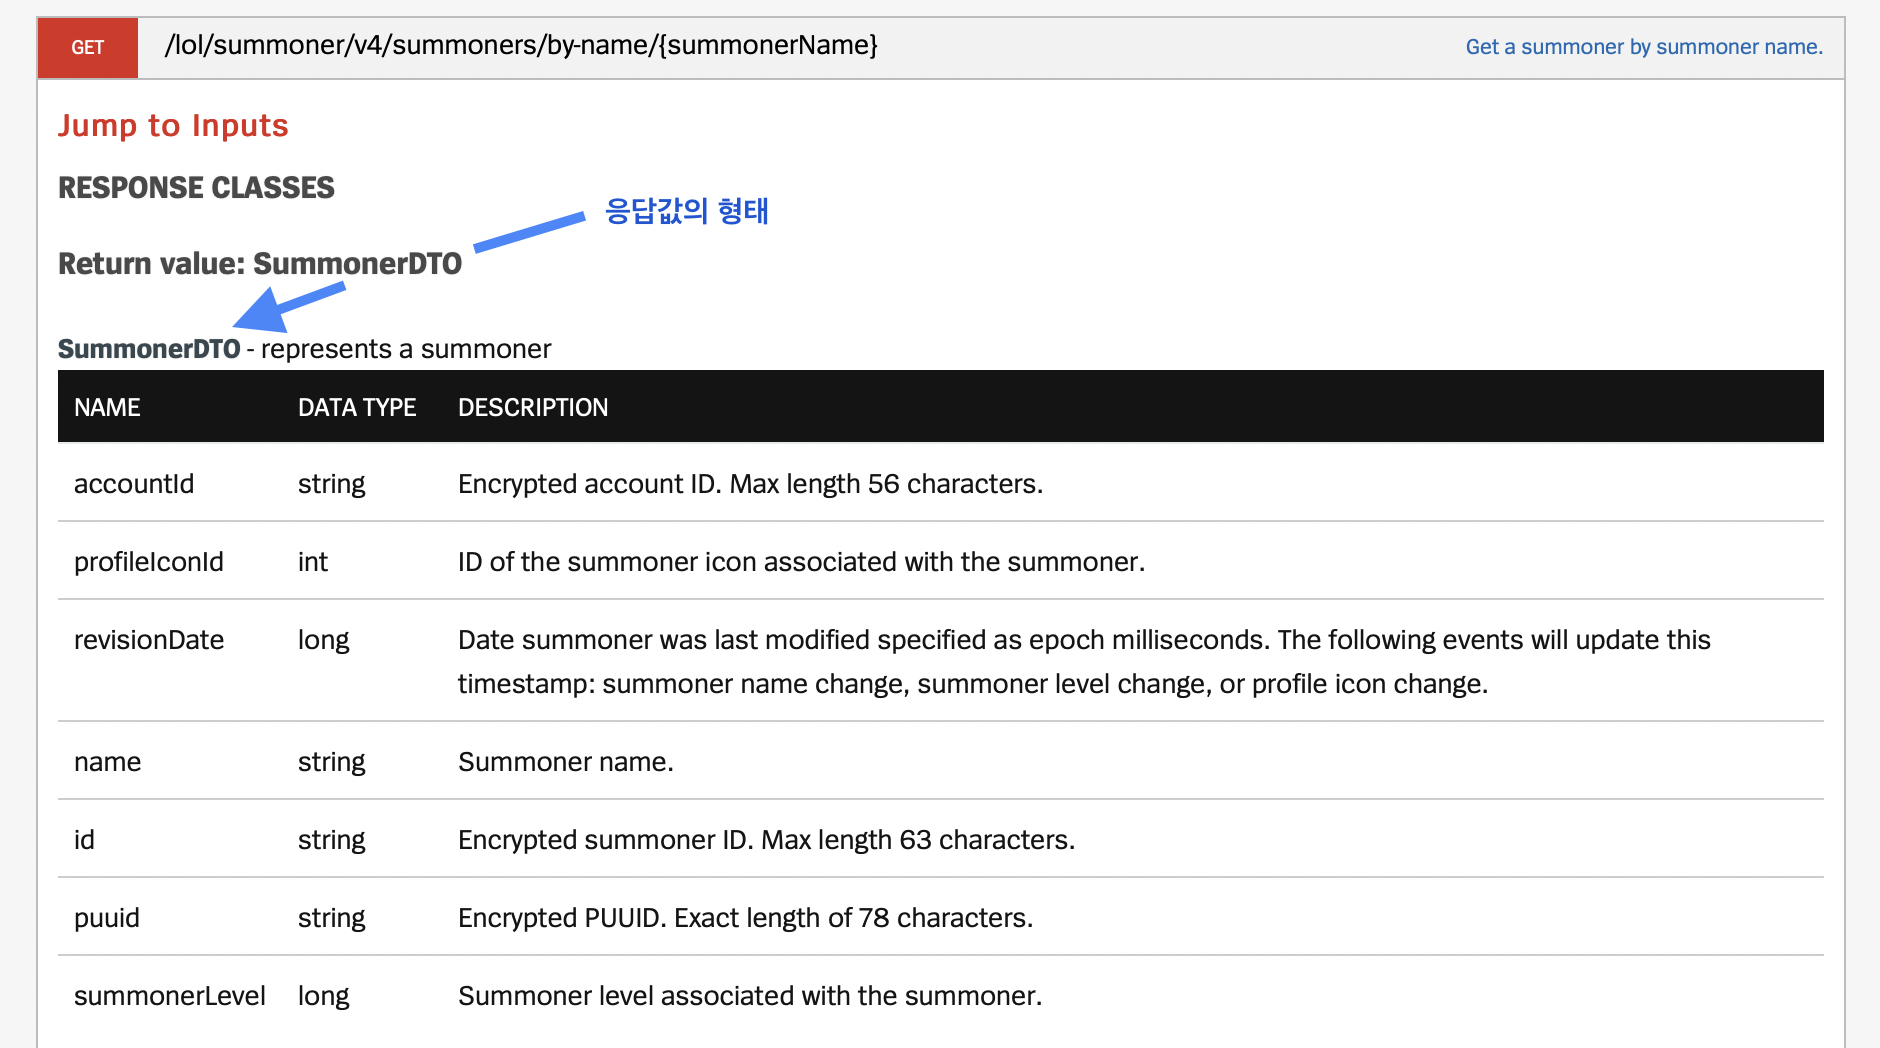 GET /lol/summoner/v4/summoners/by-name/{summonerName} Get a summoner by summoner name.
Jump to Inputs
RESPONSE CLASSES
응답값의 형태
Return value: SummonerDTO
SummonerDTO - represents a summoner
NAME DATA TYPE DESCRIPTION
accountId string Encrypted account ID. Max length 56 characters.
profileIconId int ID of the summoner icon associated with the summoner.
revisionDate long Date summoner was last modified specified as epoch milliseconds. The following events will update this
timestamp: summoner name change, summoner level change, or profile icon change.
name string Summoner name.
id string Encrypted summoner ID. Max length 63 characters.
puuid string Encrypted PUUID. Exact length of 78 characters.
summonerLevel long Summoner level associated with the summoner.